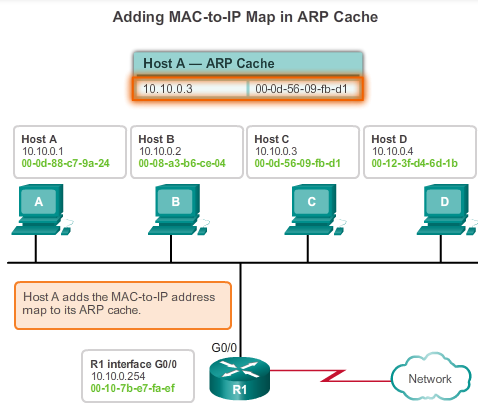 Adding MAC-to-IP Map in ARP Cache
Host A — ARP Cache
10.10.0.3 00-0d-56-09-fb-d1
Host A
10.10.0.1
00-0d-88-c7-9a-24
Host B
10.10.0.2
00-08-a3-b6-ce-04
Host C
10.10.0.3
00-0d-56-09-fb-d1
Host D
10.10.0.4
00-12-3f-d4-6d-1b
A
B
C
D
Host A adds the MAC-to-IP address
map to its ARP cache.
G0/0
R1 interface G0/0
10.10.0.254
00-10-7b-e7-fa-ef
R1
Network